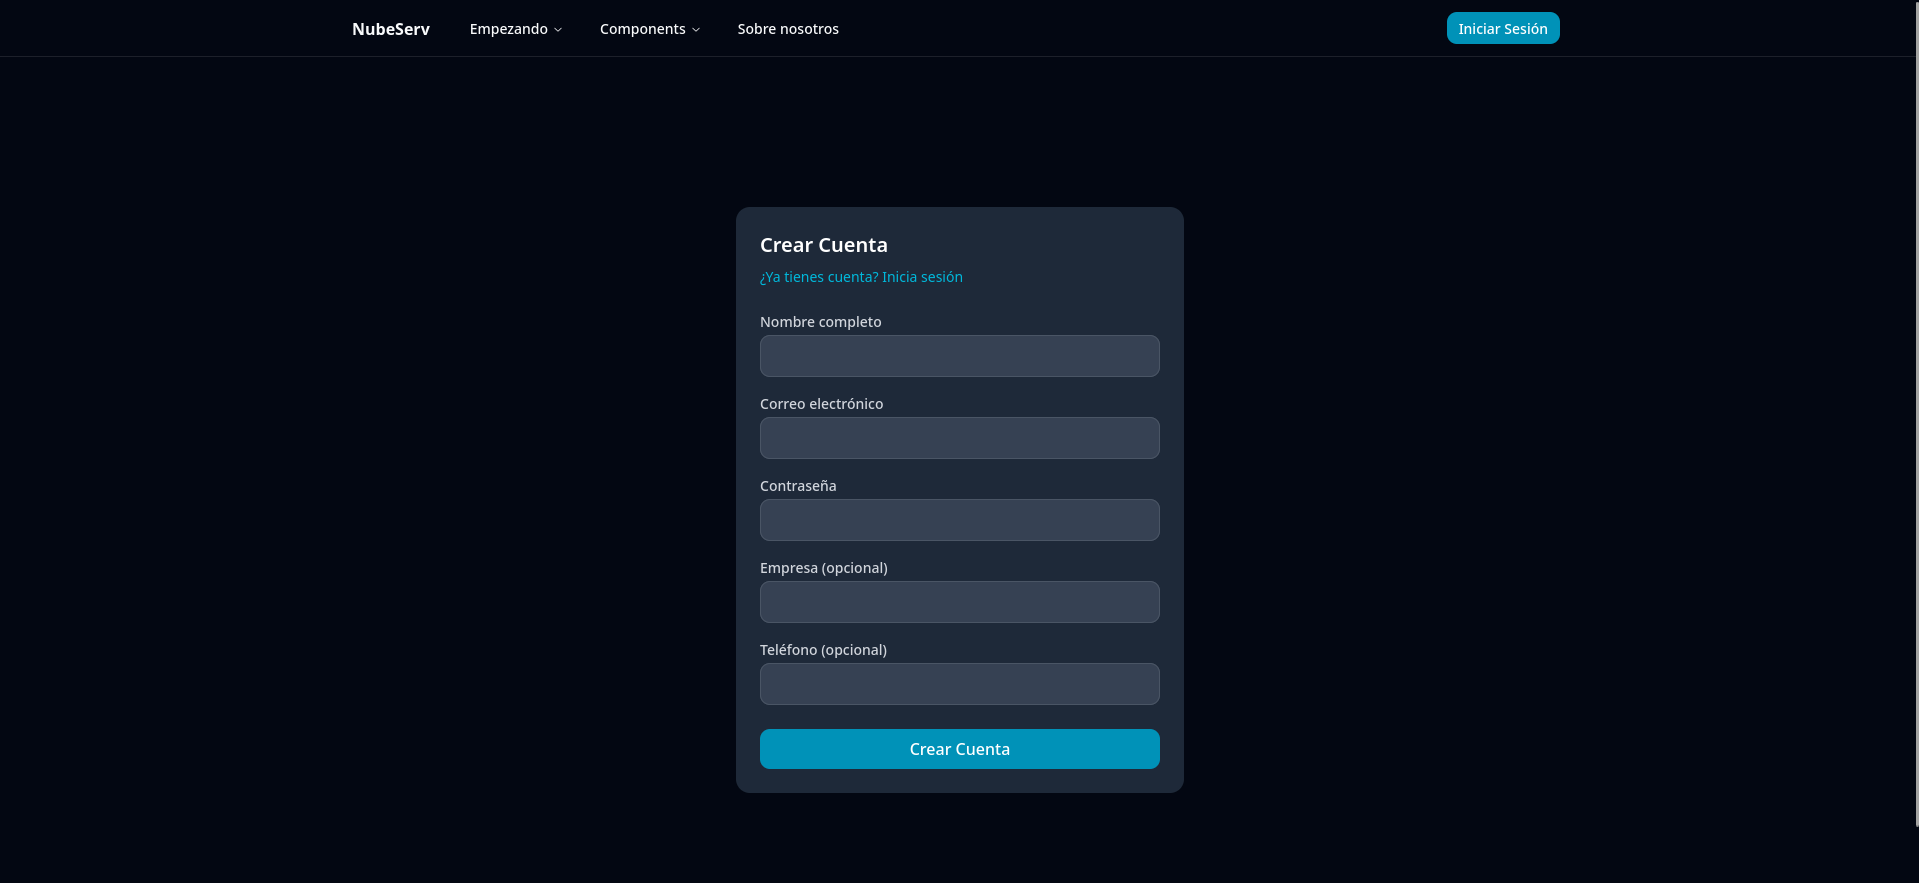 NubeServ Empezando Components Sobre nosotros Iniciar Sesión
Crear Cuenta
¿Ya tienes cuenta? Inicia sesión
Nombre completo
Correo electrónico
Contraseña
Empresa (opcional)
Teléfono (opcional)
Crear Cuenta